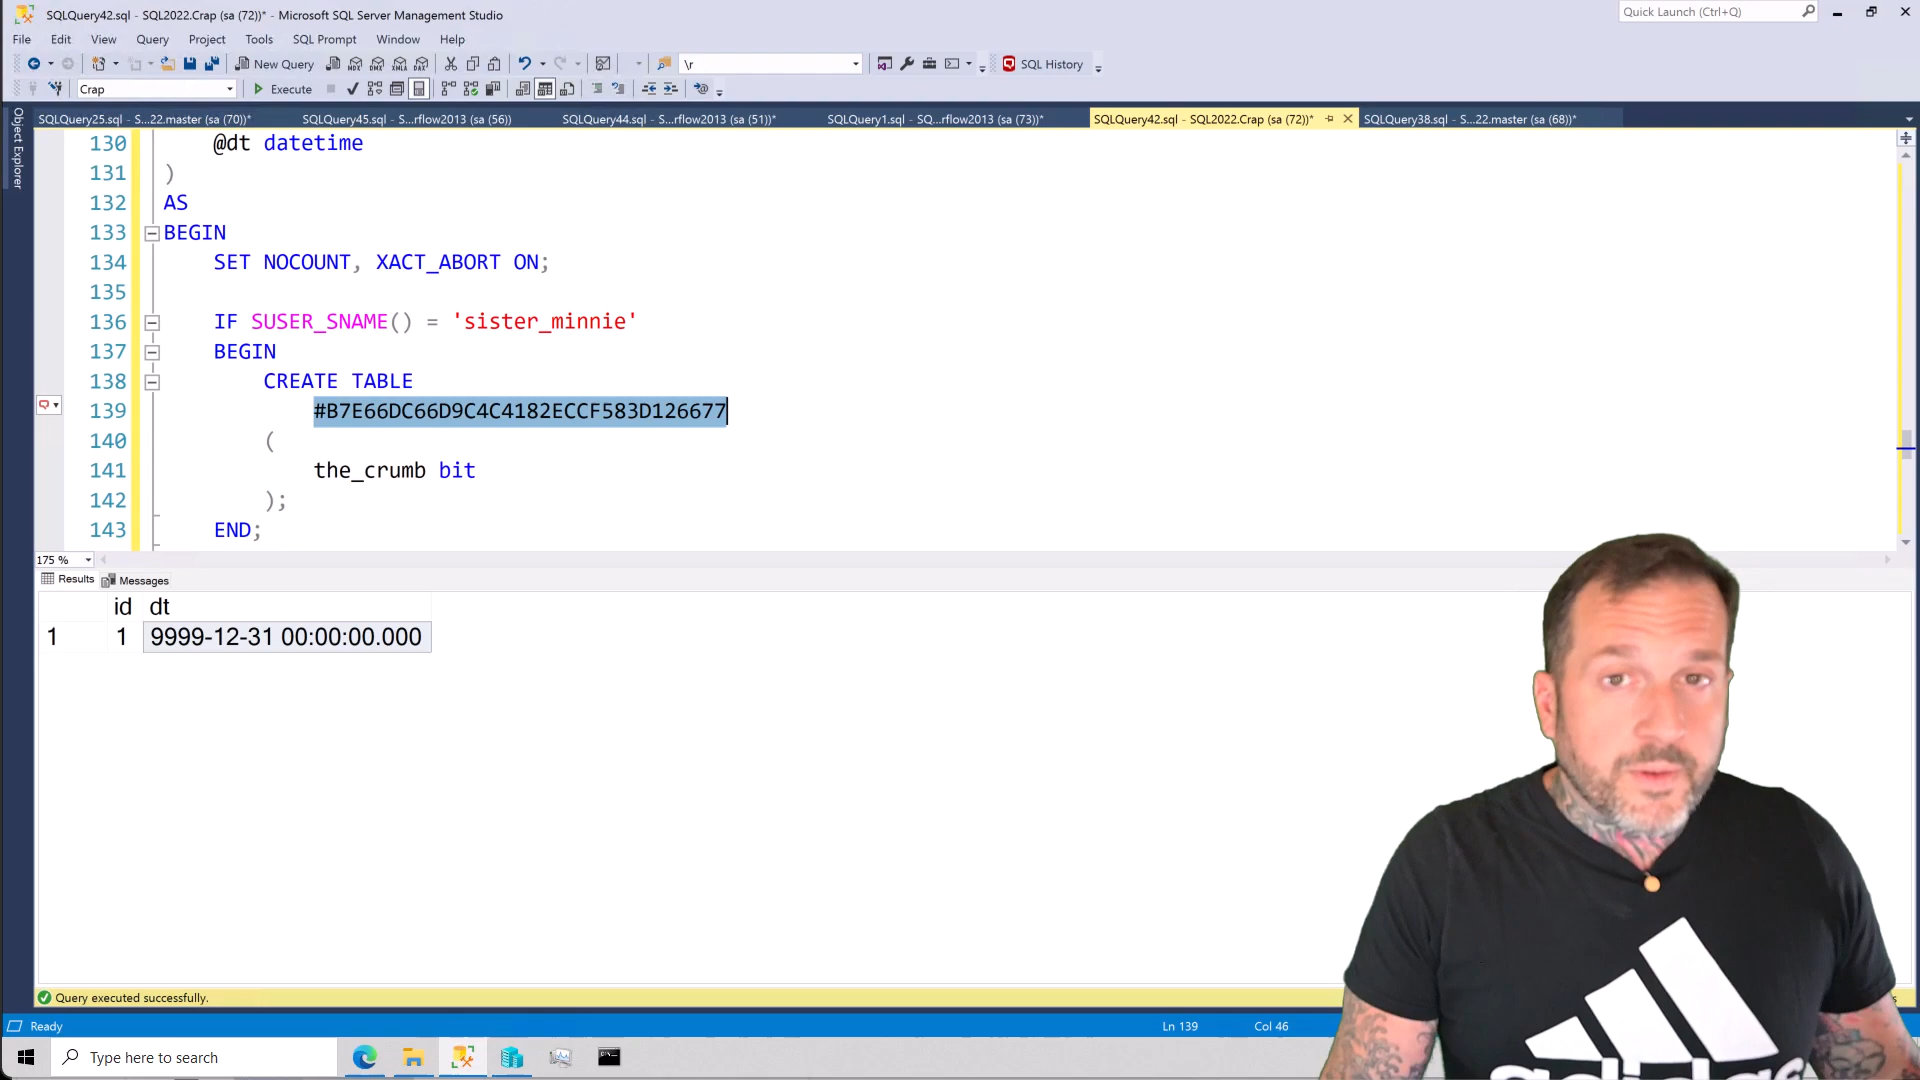 SQLQuery42.sql - SQL2022.Crap (sa (72))* - Microsoft SQL Server Management Studio
Quick Launch (Ctrl+Q)
File Edit View Query Project Tools SQL Prompt Window Help
New Query
MDX DMX XMLA DAX
\r
SQL History
Crap
Execute
SQLQuery25.sql - S...22.master (sa (70))*
SQLQuery45.sql - S...rflow2013 (sa (56))
SQLQuery44.sql - S...rflow2013 (sa (51))*
SQLQuery1.sql - SQ...rflow2013 (sa (73))*
SQLQuery42.sql - SQL2022.Crap (sa (72))*
SQLQuery38.sql - S...22.master (sa (68))*
Object Explorer
130 @dt datetime
131 )
132 AS
133 BEGIN
134 SET NOCOUNT, XACT_ABORT ON;
135
136 IF SUSER_SNAME() = 'sister_minnie'
137 BEGIN
138 CREATE TABLE
139 #B7E66DC66D9C4C4182ECCF583D126677
140 (
141 the_crumb bit
142 );
143 END;
175 %
Results Messages
id dt
1 1 9999-12-31 00:00:00.000
Query executed successfully.
Ready
Ln 139 Col 46
Type here to search
adidas